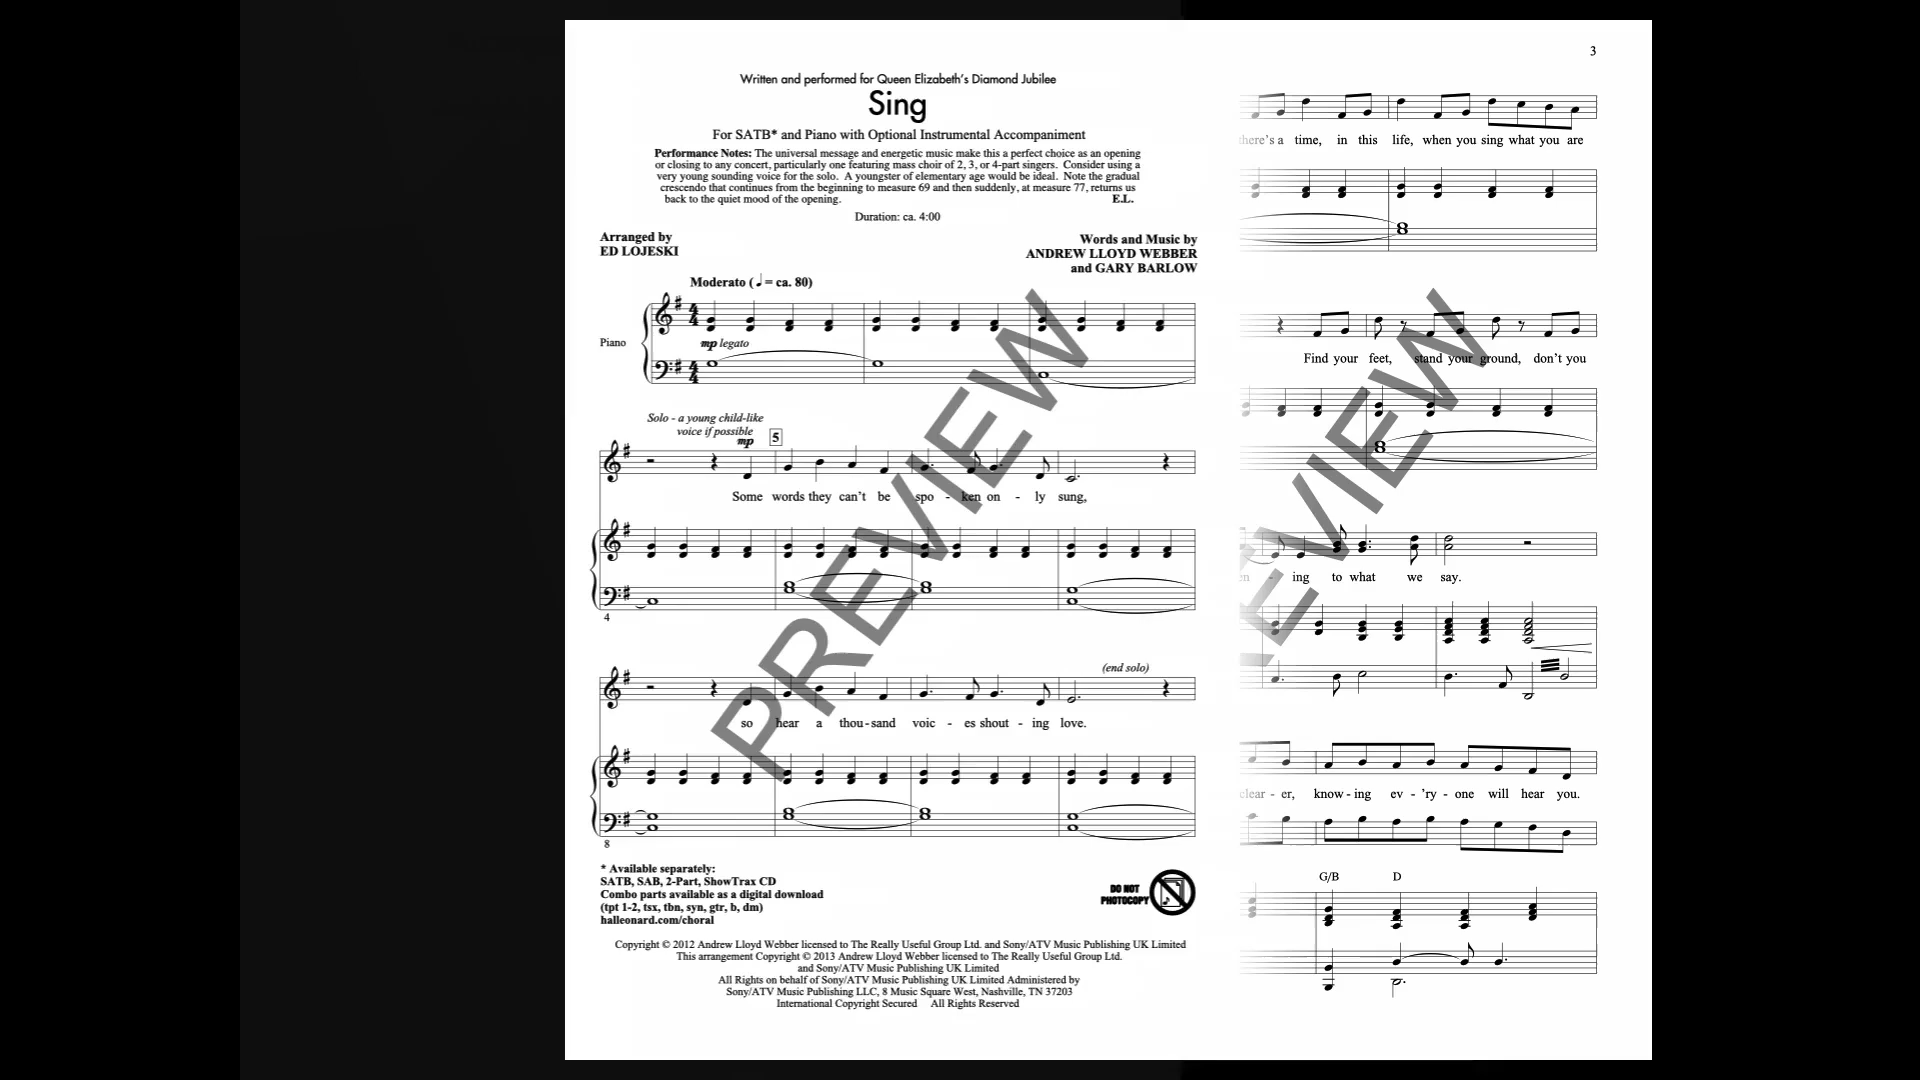 Written and performed for Queen Elizabeth's Diamond Jubilee
Sing
For SATB* and Piano with Optional Instrumental Accompaniment
Performance Notes: The universal message and energetic music make this a perfect choice as an opening
or closing to any concert, particularly one featuring mass choir of 2, 3, or 4-part singers. Consider using a
very young sounding voice for the solo. A youngster of elementary age would be ideal. Note the gradual
crescendo that continues from the beginning to measure 69 and then suddenly, at measure 77, returns us
back to the quiet mood of the opening. E.L.
Duration: ca. 4:00
Arranged by
ED LOJESKI
Words and Music by
ANDREW LLOYD WEBBER
and GARY BARLOW
Moderato (♩= ca. 80)
Piano
mp legato
Solo - a young child-like
voice if possible
mp
5
Some words they can't be spo - ken on - ly sung,
4
(end solo)
so hear a thou - sand voic - es shout - ing love.
8
* Available separately:
SATB, SAB, 2-Part, ShowTrax CD
Combo parts available as a digital download
(tpt 1-2, tsx, tbn, syn, gtr, b, dm)
halleonard.com/choral
DO NOT
PHOTOCOPY
Copyright © 2012 Andrew Lloyd Webber licensed to The Really Useful Group Ltd. and Sony/ATV Music Publishing UK Limited
This arrangement Copyright © 2013 Andrew Lloyd Webber licensed to The Really Useful Group Ltd.
and Sony/ATV Music Publishing UK Limited
All Rights on behalf of Sony/ATV Music Publishing UK Limited Administered by
Sony/ATV Music Publishing LLC, 8 Music Square West, Nashville, TN 37203
International Copyright Secured All Rights Reserved
PREVIEW
3
there's a time, in this life, when you sing what you are
Find your feet, stand your ground, don't you
en - ing to what we say.
clear - er, know - ing ev - 'ry - one will hear you.
G/B D
PREVIEW